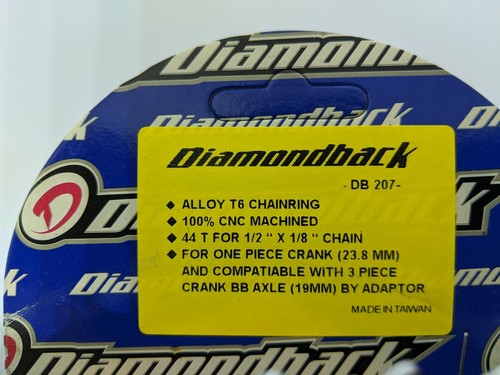 Diamondback
Diamondback
Diamondback
- DB 207-
◆ ALLOY T6 CHAINRING
◆ 100% CNC MACHINED
◆ 44 T FOR 1/2 “ X 1/8 “ CHAIN
◆ FOR ONE PIECE CRANK (23.8 MM)
AND COMPATIABLE WITH 3 PIECE
CRANK BB AXLE (19MM) BY ADAPTOR
MADE IN TAIWAN
Diamondback